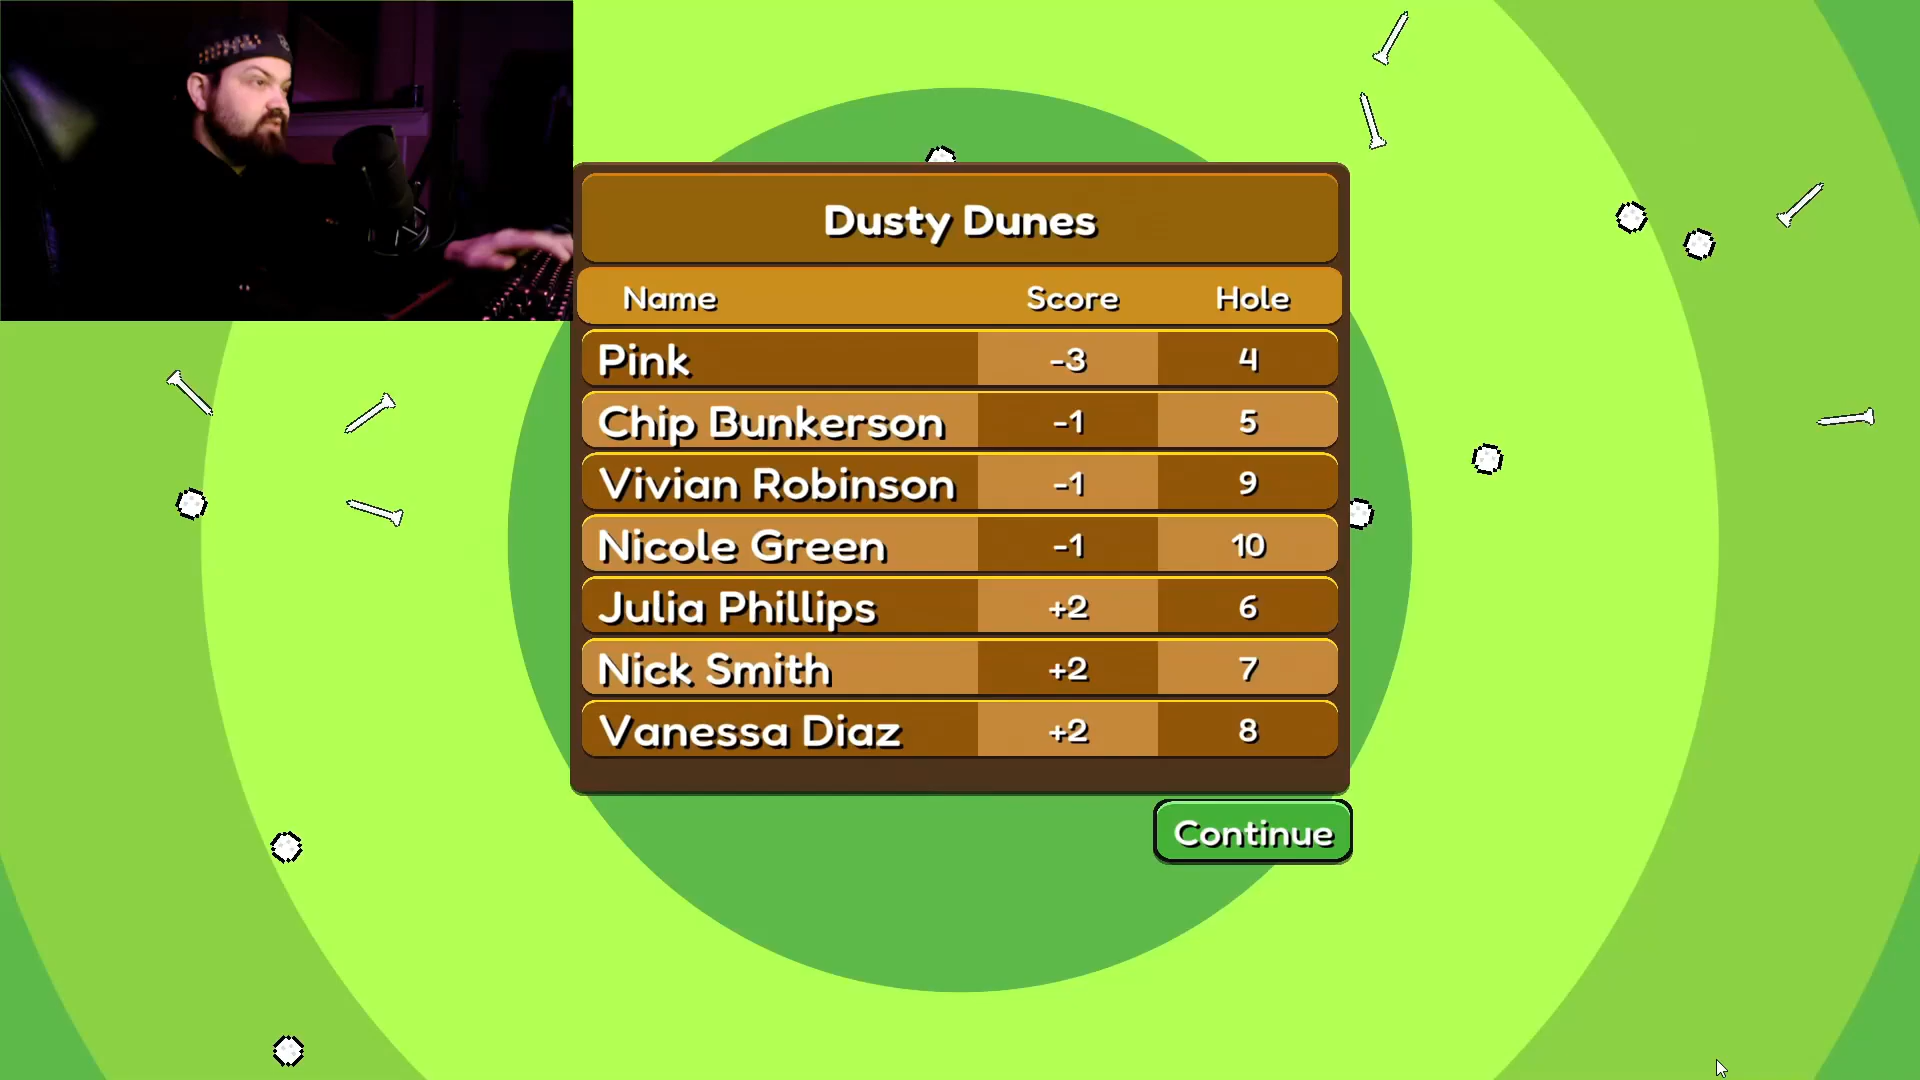 Dusty Dunes
Name Score Hole
Pink -3 4
Chip Bunkerson -1 5
Vivian Robinson -1 9
Nicole Green -1 10
Julia Phillips +2 6
Nick Smith +2 7
Vanessa Diaz +2 8
Continue